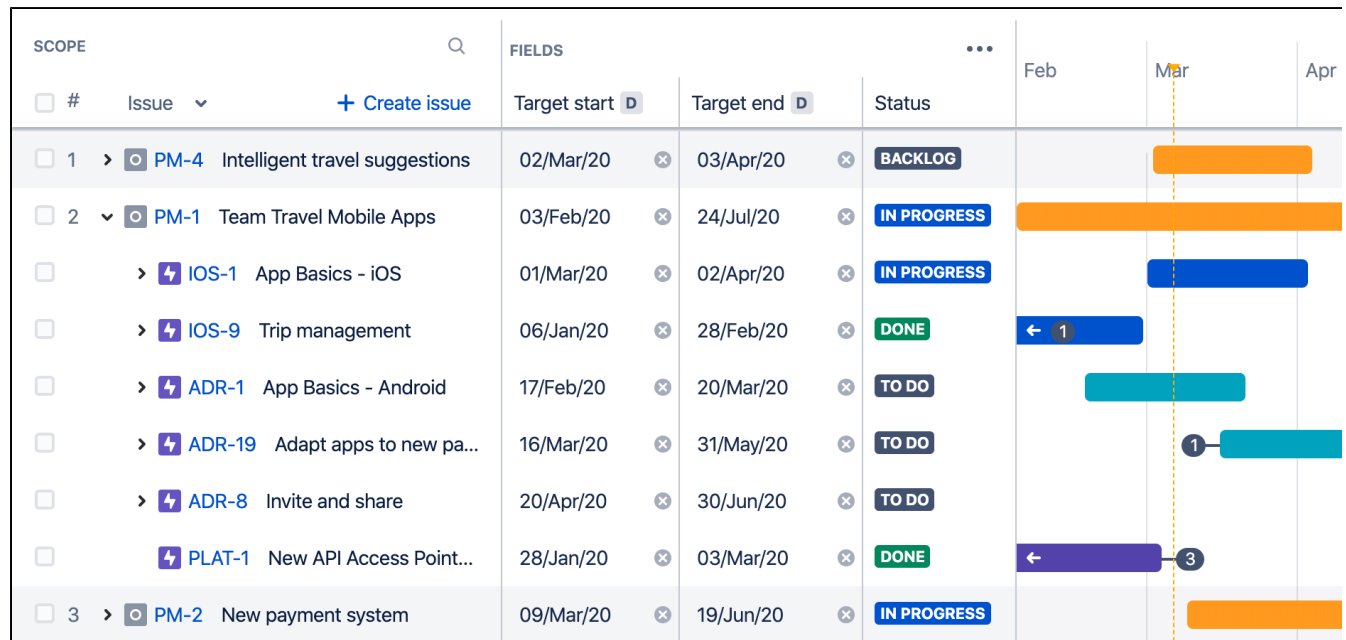 SCOPE FIELDS ••• Feb Mar Apr
# Issue + Create issue Target start D Target end D Status
1 PM-4 Intelligent travel suggestions 02/Mar/20 03/Apr/20 BACKLOG
2 PM-1 Team Travel Mobile Apps 03/Feb/20 24/Jul/20 IN PROGRESS
IOS-1 App Basics - iOS 01/Mar/20 02/Apr/20 IN PROGRESS
IOS-9 Trip management 06/Jan/20 28/Feb/20 DONE 1
ADR-1 App Basics - Android 17/Feb/20 20/Mar/20 TO DO
ADR-19 Adapt apps to new pa... 16/Mar/20 31/May/20 TO DO 1
ADR-8 Invite and share 20/Apr/20 30/Jun/20 TO DO
PLAT-1 New API Access Point... 28/Jan/20 03/Mar/20 DONE 3
3 PM-2 New payment system 09/Mar/20 19/Jun/20 IN PROGRESS